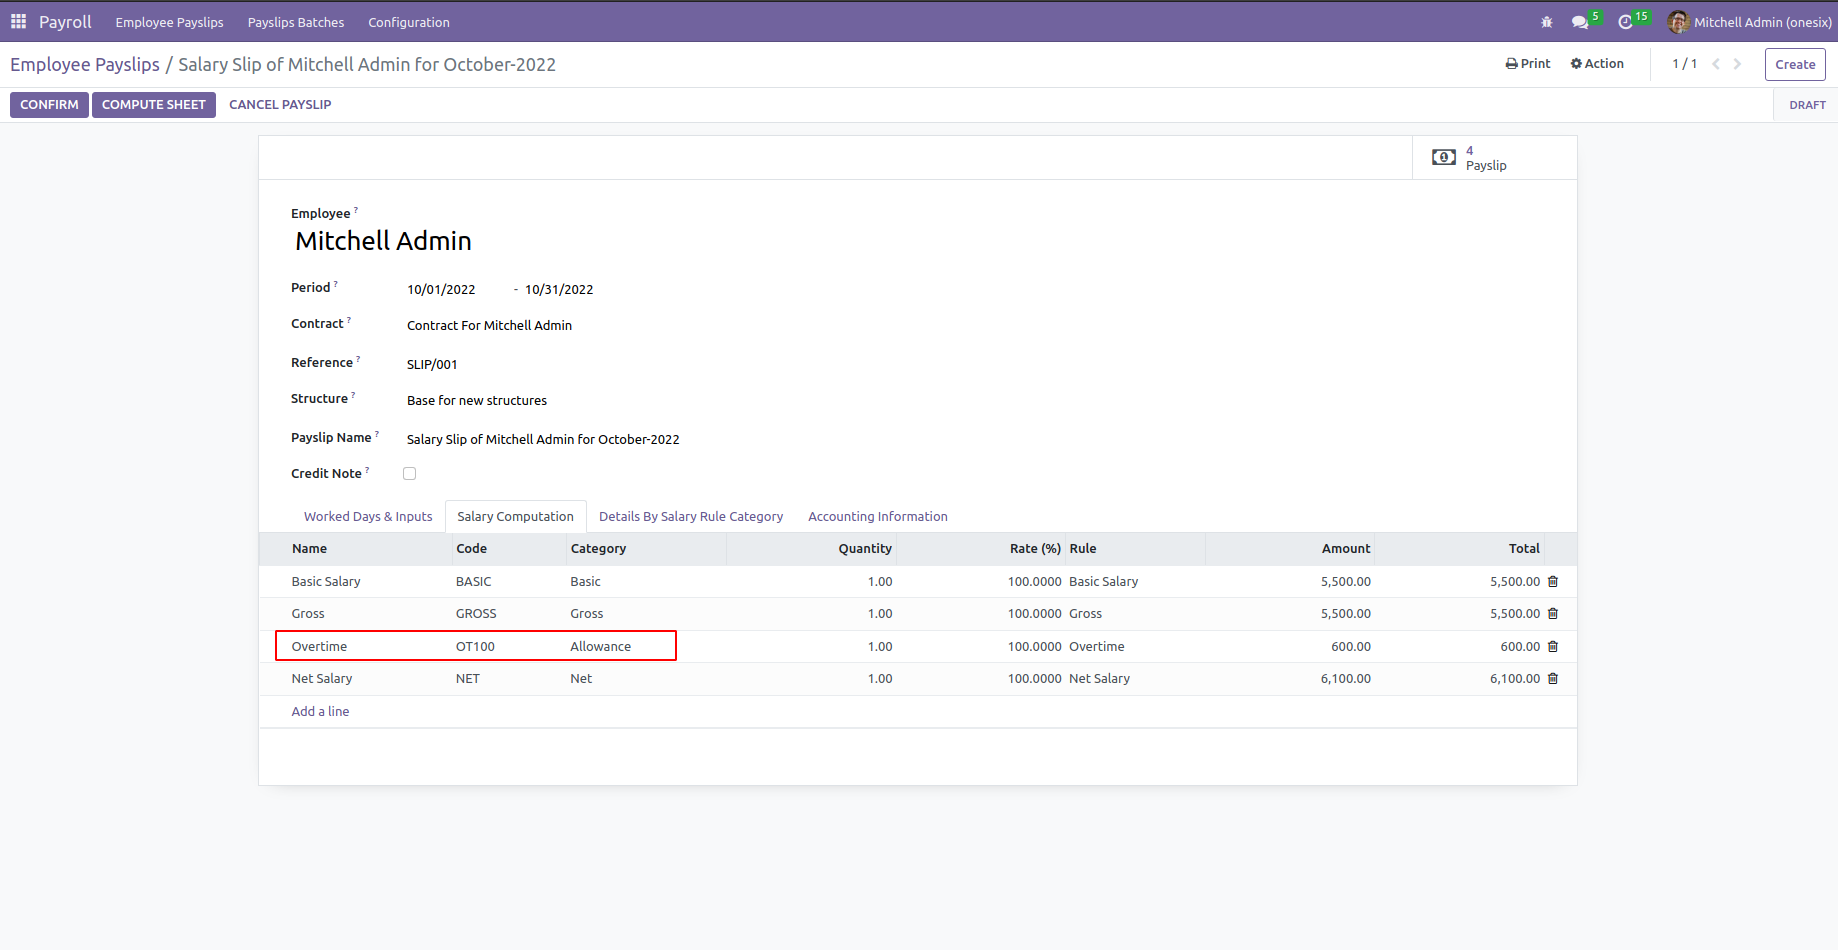 Payroll Employee Payslips Payslips Batches Configuration 5 15 Mitchell Admin (onesix)
Employee Payslips / Salary Slip of Mitchell Admin for October-2022 Print Action 1 / 1 Create
CONFIRM COMPUTE SHEET CANCEL PAYSLIP DRAFT
4
Payslip
Employee ?
Mitchell Admin
Period ? 10/01/2022 - 10/31/2022
Contract ? Contract For Mitchell Admin
Reference ? SLIP/001
Structure ? Base for new structures
Payslip Name ? Salary Slip of Mitchell Admin for October-2022
Credit Note ?
Worked Days & Inputs Salary Computation Details By Salary Rule Category Accounting Information
Name Code Category Quantity Rate (%) Rule Amount Total
Basic Salary BASIC Basic 1.00 100.0000 Basic Salary 5,500.00 5,500.00
Gross GROSS Gross 1.00 100.0000 Gross 5,500.00 5,500.00
Overtime OT100 Allowance 1.00 100.0000 Overtime 600.00 600.00
Net Salary NET Net 1.00 100.0000 Net Salary 6,100.00 6,100.00
Add a line